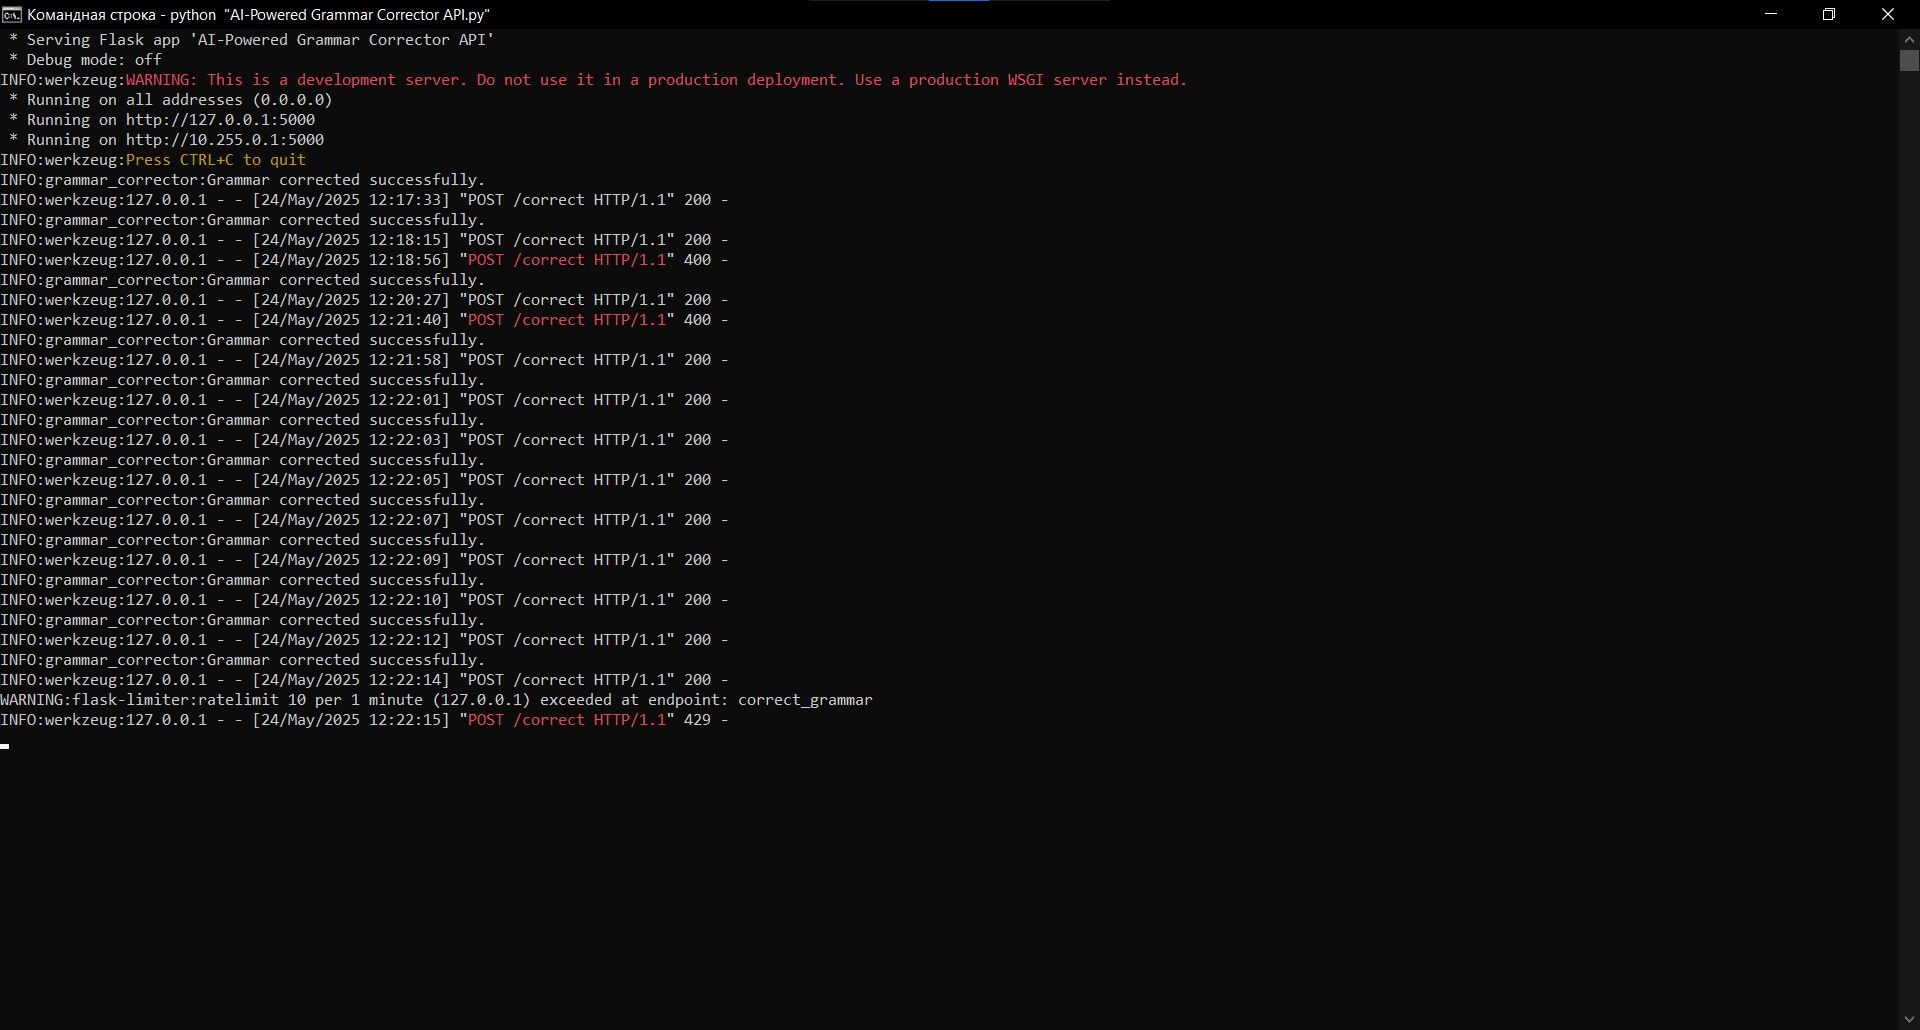 Командная строка - python "AI-Powered Grammar Corrector API.py"
 * Serving Flask app 'AI-Powered Grammar Corrector API'
 * Debug mode: off
INFO:werkzeug:WARNING: This is a development server. Do not use it in a production deployment. Use a production WSGI server instead.
 * Running on all addresses (0.0.0.0)
 * Running on http://127.0.0.1:5000
 * Running on http://10.255.0.1:5000
INFO:werkzeug:Press CTRL+C to quit
INFO:grammar_corrector:Grammar corrected successfully.
INFO:werkzeug:127.0.0.1 - - [24/May/2025 12:17:33] "POST /correct HTTP/1.1" 200 -
INFO:grammar_corrector:Grammar corrected successfully.
INFO:werkzeug:127.0.0.1 - - [24/May/2025 12:18:15] "POST /correct HTTP/1.1" 200 -
INFO:werkzeug:127.0.0.1 - - [24/May/2025 12:18:56] "POST /correct HTTP/1.1" 400 -
INFO:grammar_corrector:Grammar corrected successfully.
INFO:werkzeug:127.0.0.1 - - [24/May/2025 12:20:27] "POST /correct HTTP/1.1" 200 -
INFO:werkzeug:127.0.0.1 - - [24/May/2025 12:21:40] "POST /correct HTTP/1.1" 400 -
INFO:grammar_corrector:Grammar corrected successfully.
INFO:werkzeug:127.0.0.1 - - [24/May/2025 12:21:58] "POST /correct HTTP/1.1" 200 -
INFO:grammar_corrector:Grammar corrected successfully.
INFO:werkzeug:127.0.0.1 - - [24/May/2025 12:22:01] "POST /correct HTTP/1.1" 200 -
INFO:grammar_corrector:Grammar corrected successfully.
INFO:werkzeug:127.0.0.1 - - [24/May/2025 12:22:03] "POST /correct HTTP/1.1" 200 -
INFO:grammar_corrector:Grammar corrected successfully.
INFO:werkzeug:127.0.0.1 - - [24/May/2025 12:22:05] "POST /correct HTTP/1.1" 200 -
INFO:grammar_corrector:Grammar corrected successfully.
INFO:werkzeug:127.0.0.1 - - [24/May/2025 12:22:07] "POST /correct HTTP/1.1" 200 -
INFO:grammar_corrector:Grammar corrected successfully.
INFO:werkzeug:127.0.0.1 - - [24/May/2025 12:22:09] "POST /correct HTTP/1.1" 200 -
INFO:grammar_corrector:Grammar corrected successfully.
INFO:werkzeug:127.0.0.1 - - [24/May/2025 12:22:10] "POST /correct HTTP/1.1" 200 -
INFO:grammar_corrector:Grammar corrected successfully.
INFO:werkzeug:127.0.0.1 - - [24/May/2025 12:22:12] "POST /correct HTTP/1.1" 200 -
INFO:grammar_corrector:Grammar corrected successfully.
INFO:werkzeug:127.0.0.1 - - [24/May/2025 12:22:14] "POST /correct HTTP/1.1" 200 -
WARNING:flask-limiter:ratelimit 10 per 1 minute (127.0.0.1) exceeded at endpoint: correct_grammar
INFO:werkzeug:127.0.0.1 - - [24/May/2025 12:22:15] "POST /correct HTTP/1.1" 429 -